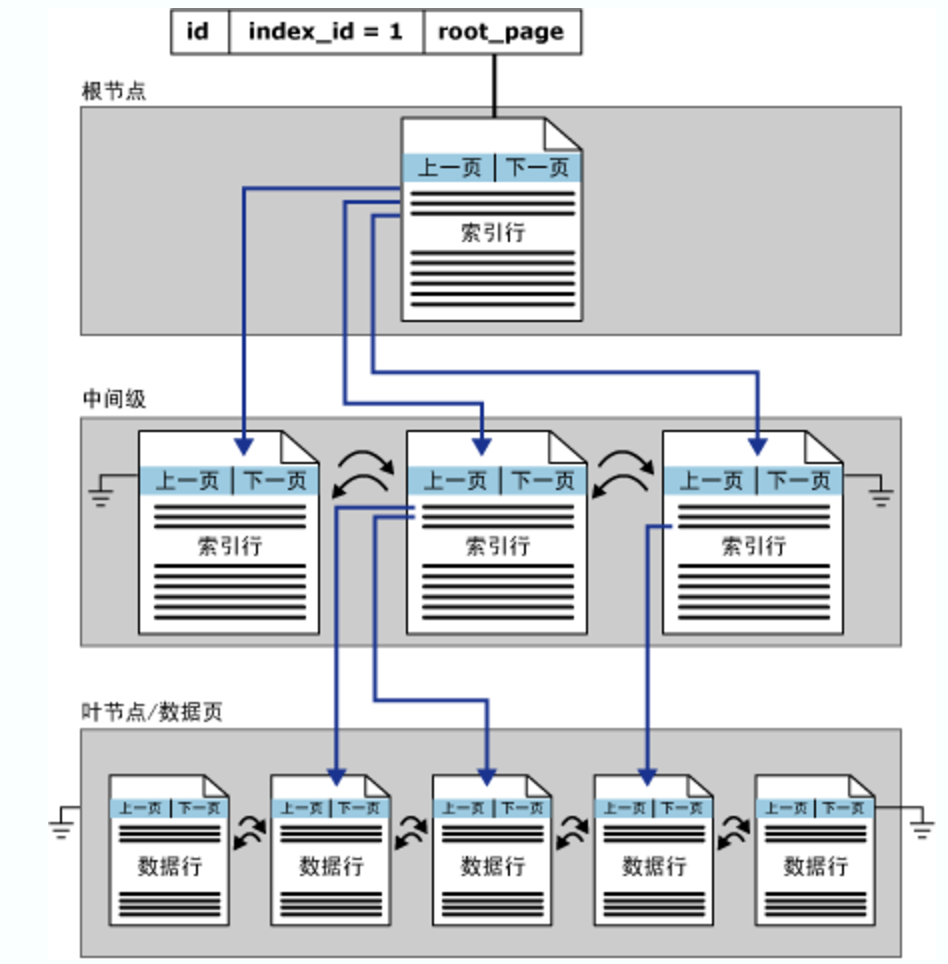 id index_id = 1 root_page
根节点
上一页 下一页
索引行
中间级
上一页 下一页 上一页 下一页 上一页 下一页
索引行 索引行 索引行
叶节点/数据页
上一页 下一页 上一页 下一页 上一页 下一页 上一页 下一页 上一页 下一页
数据行 数据行 数据行 数据行 数据行